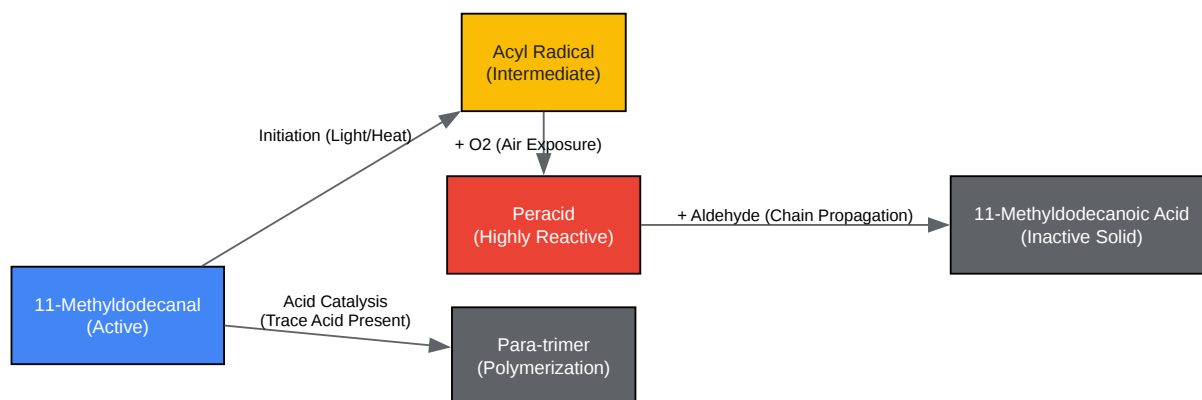 Acyl Radical
(Intermediate)
Initiation (Light/Heat)
+ O2 (Air Exposure)
Peracid
(Highly Reactive)
+ Aldehyde (Chain Propagation)
11-Methyldodecanoic Acid
(Inactive Solid)
11-Methyldodecanal
(Active)
Acid Catalysis
(Trace Acid Present)
Para-trimer
(Polymerization)